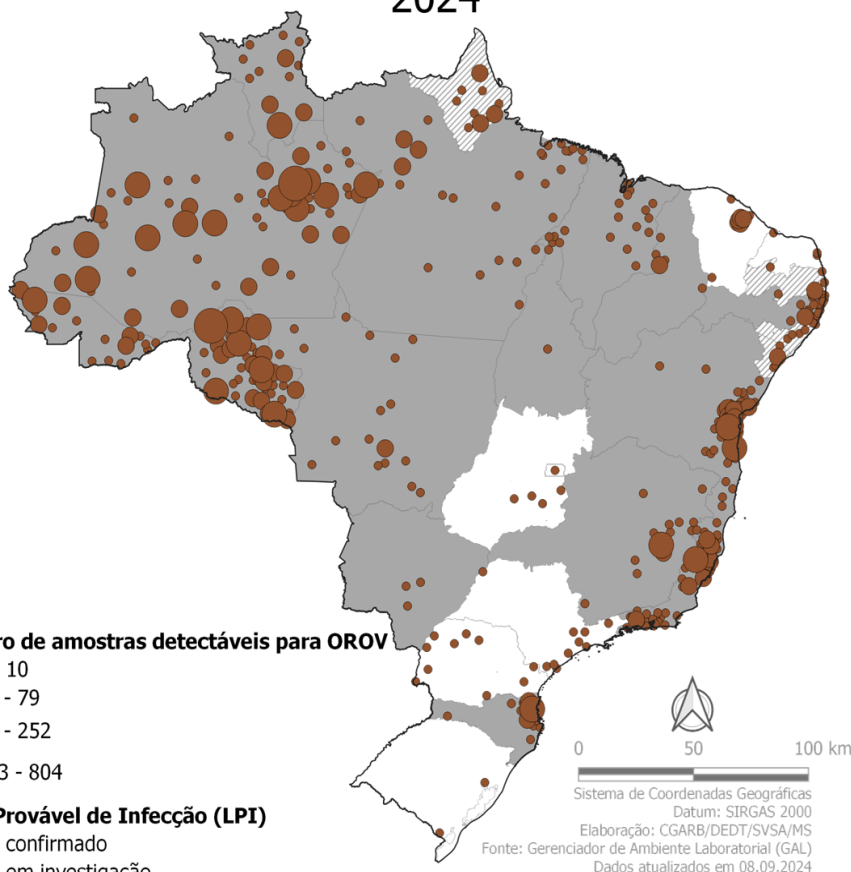 2024
ro de amostras detectáveis para OROV
10
- 79
- 252
3 - 804
Provável de Infecção (LPI)
confirmado
em investigação
0 50 100 km
Sistema de Coordenadas Geográficas
Datum: SIRGAS 2000
Elaboração: CGARB/DEDT/SVSA/MS
Fonte: Gerenciador de Ambiente Laboratorial (GAL)
Dados atualizados em 08.09.2024